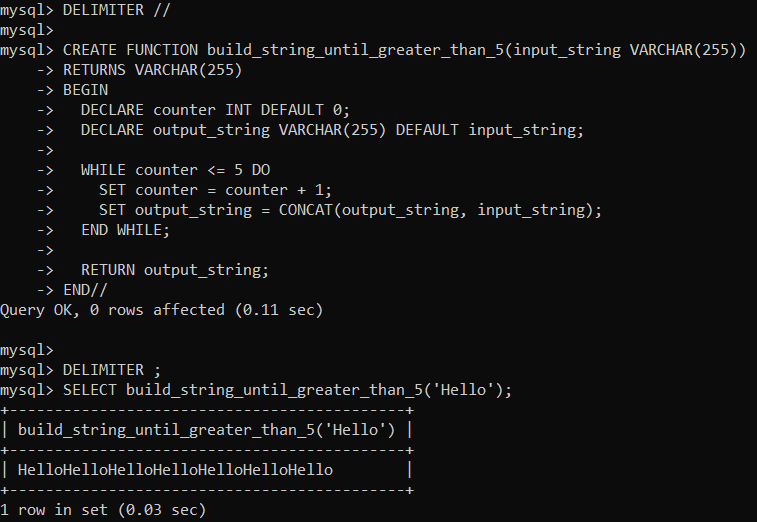 mysql> DELIMITER //
mysql>
mysql> CREATE FUNCTION build_string_until_greater_than_5(input_string VARCHAR(255))
    -> RETURNS VARCHAR(255)
    -> BEGIN
    ->   DECLARE counter INT DEFAULT 0;
    ->   DECLARE output_string VARCHAR(255) DEFAULT input_string;
    ->
    ->   WHILE counter <= 5 DO
    ->     SET counter = counter + 1;
    ->     SET output_string = CONCAT(output_string, input_string);
    ->   END WHILE;
    ->
    ->   RETURN output_string;
    -> END//
Query OK, 0 rows affected (0.11 sec)

mysql>
mysql> DELIMITER ;
mysql> SELECT build_string_until_greater_than_5('Hello');
+--------------------------------------------+
| build_string_until_greater_than_5('Hello') |
+--------------------------------------------+
| HelloHelloHelloHelloHelloHelloHello        |
+--------------------------------------------+
1 row in set (0.03 sec)